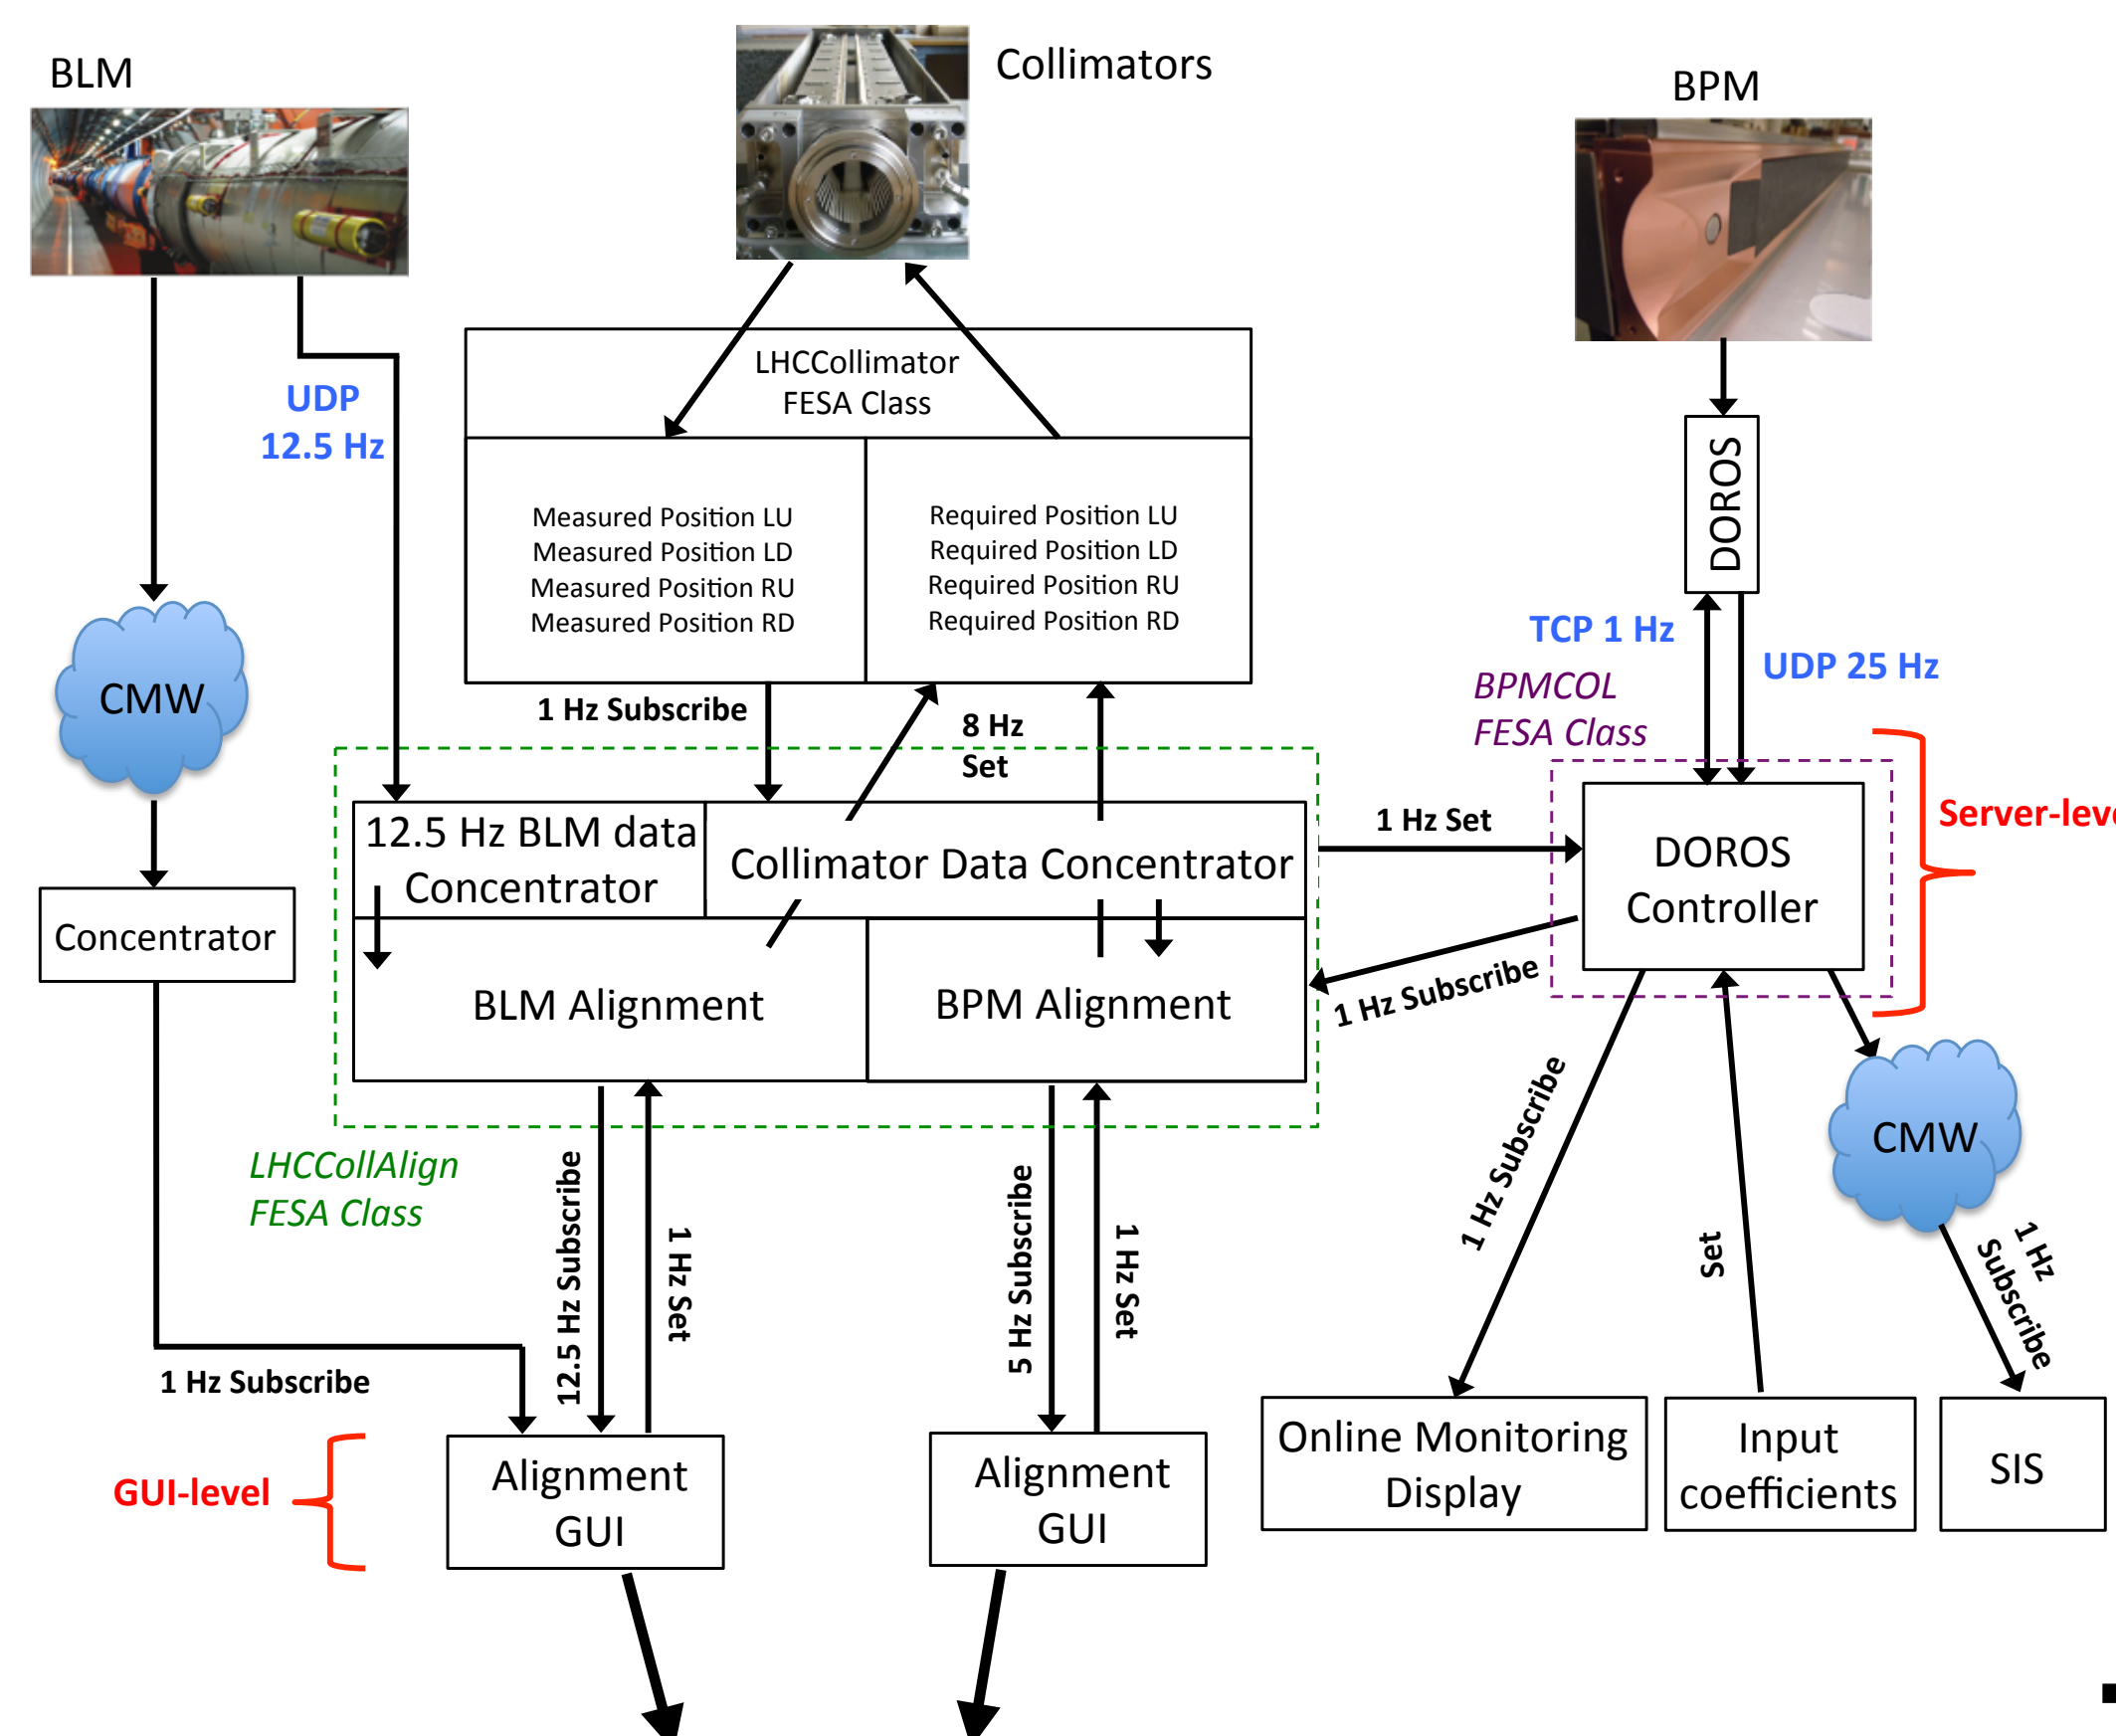 BLM
Collimators
BPM
UDP
12.5 Hz
LHCCollimator
FESA Class
Measured Position LU
Measured Position LD
Measured Position RU
Measured Position RD
Required Position LU
Required Position LD
Required Position RU
Required Position RD
DOROS
TCP 1 Hz
UDP 25 Hz
BPMCOL
FESA Class
CMW
1 Hz Subscribe
8 Hz
Set
12.5 Hz BLM data
Concentrator
Collimator Data Concentrator
1 Hz Set
DOROS
Controller
Server-leve
Concentrator
BLM Alignment
BPM Alignment
1 Hz Subscribe
CMW
LHCCollAlign
FESA Class
12.5 Hz Subscribe
1 Hz Set
5 Hz Subscribe
1 Hz Set
1 Hz Subscribe
Set
1 Hz
Subscribe
1 Hz Subscribe
GUI-level
Alignment
GUI
Alignment
GUI
Online Monitoring
Display
Input
coefficients
SIS